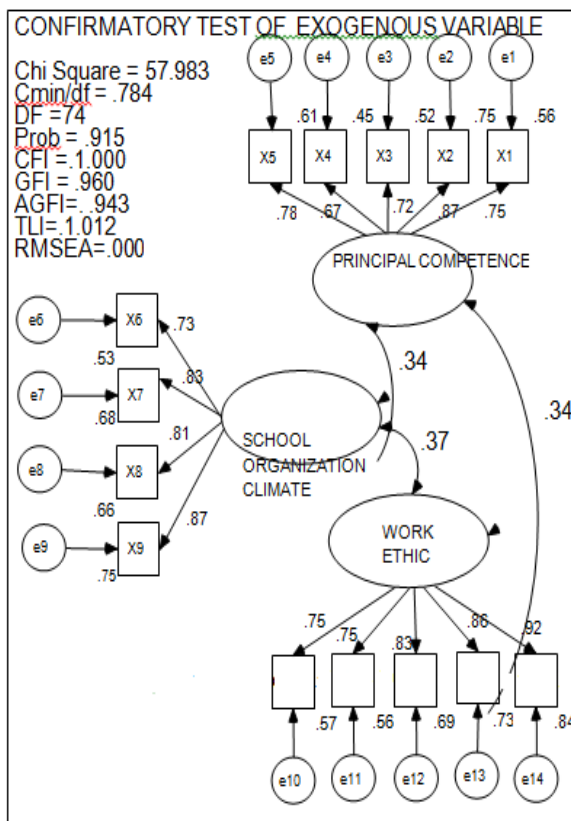 CONFIRMATORY TEST OF EXOGENOUS VARIABLE
Chi Square = 57.983
Cmin/df = .784
DF =74
Prob = .915
CFI =.1.000
GFI = .960
AGFI=. .943
TLI=.1.012
RMSEA=.000
e5 e4 e3 e2 e1
.61 .45 .52 .75 .56
X5 X4 X3 X2 X1
.78 .67 .72 .87 .75
PRINCIPAL COMPETENCE
e6 X6 .73
.53
e7 X7 .83
.68
e8 X8 .81
.66
e9 X9 .87
.75
SCHOOL
ORGANIZATION
CLIMATE
.34
.34
.37
WORK
ETHIC
.75 .75 .83 .86 .92
.57 .56 .69 .73 .84
e10 e11 e12 e13 e14